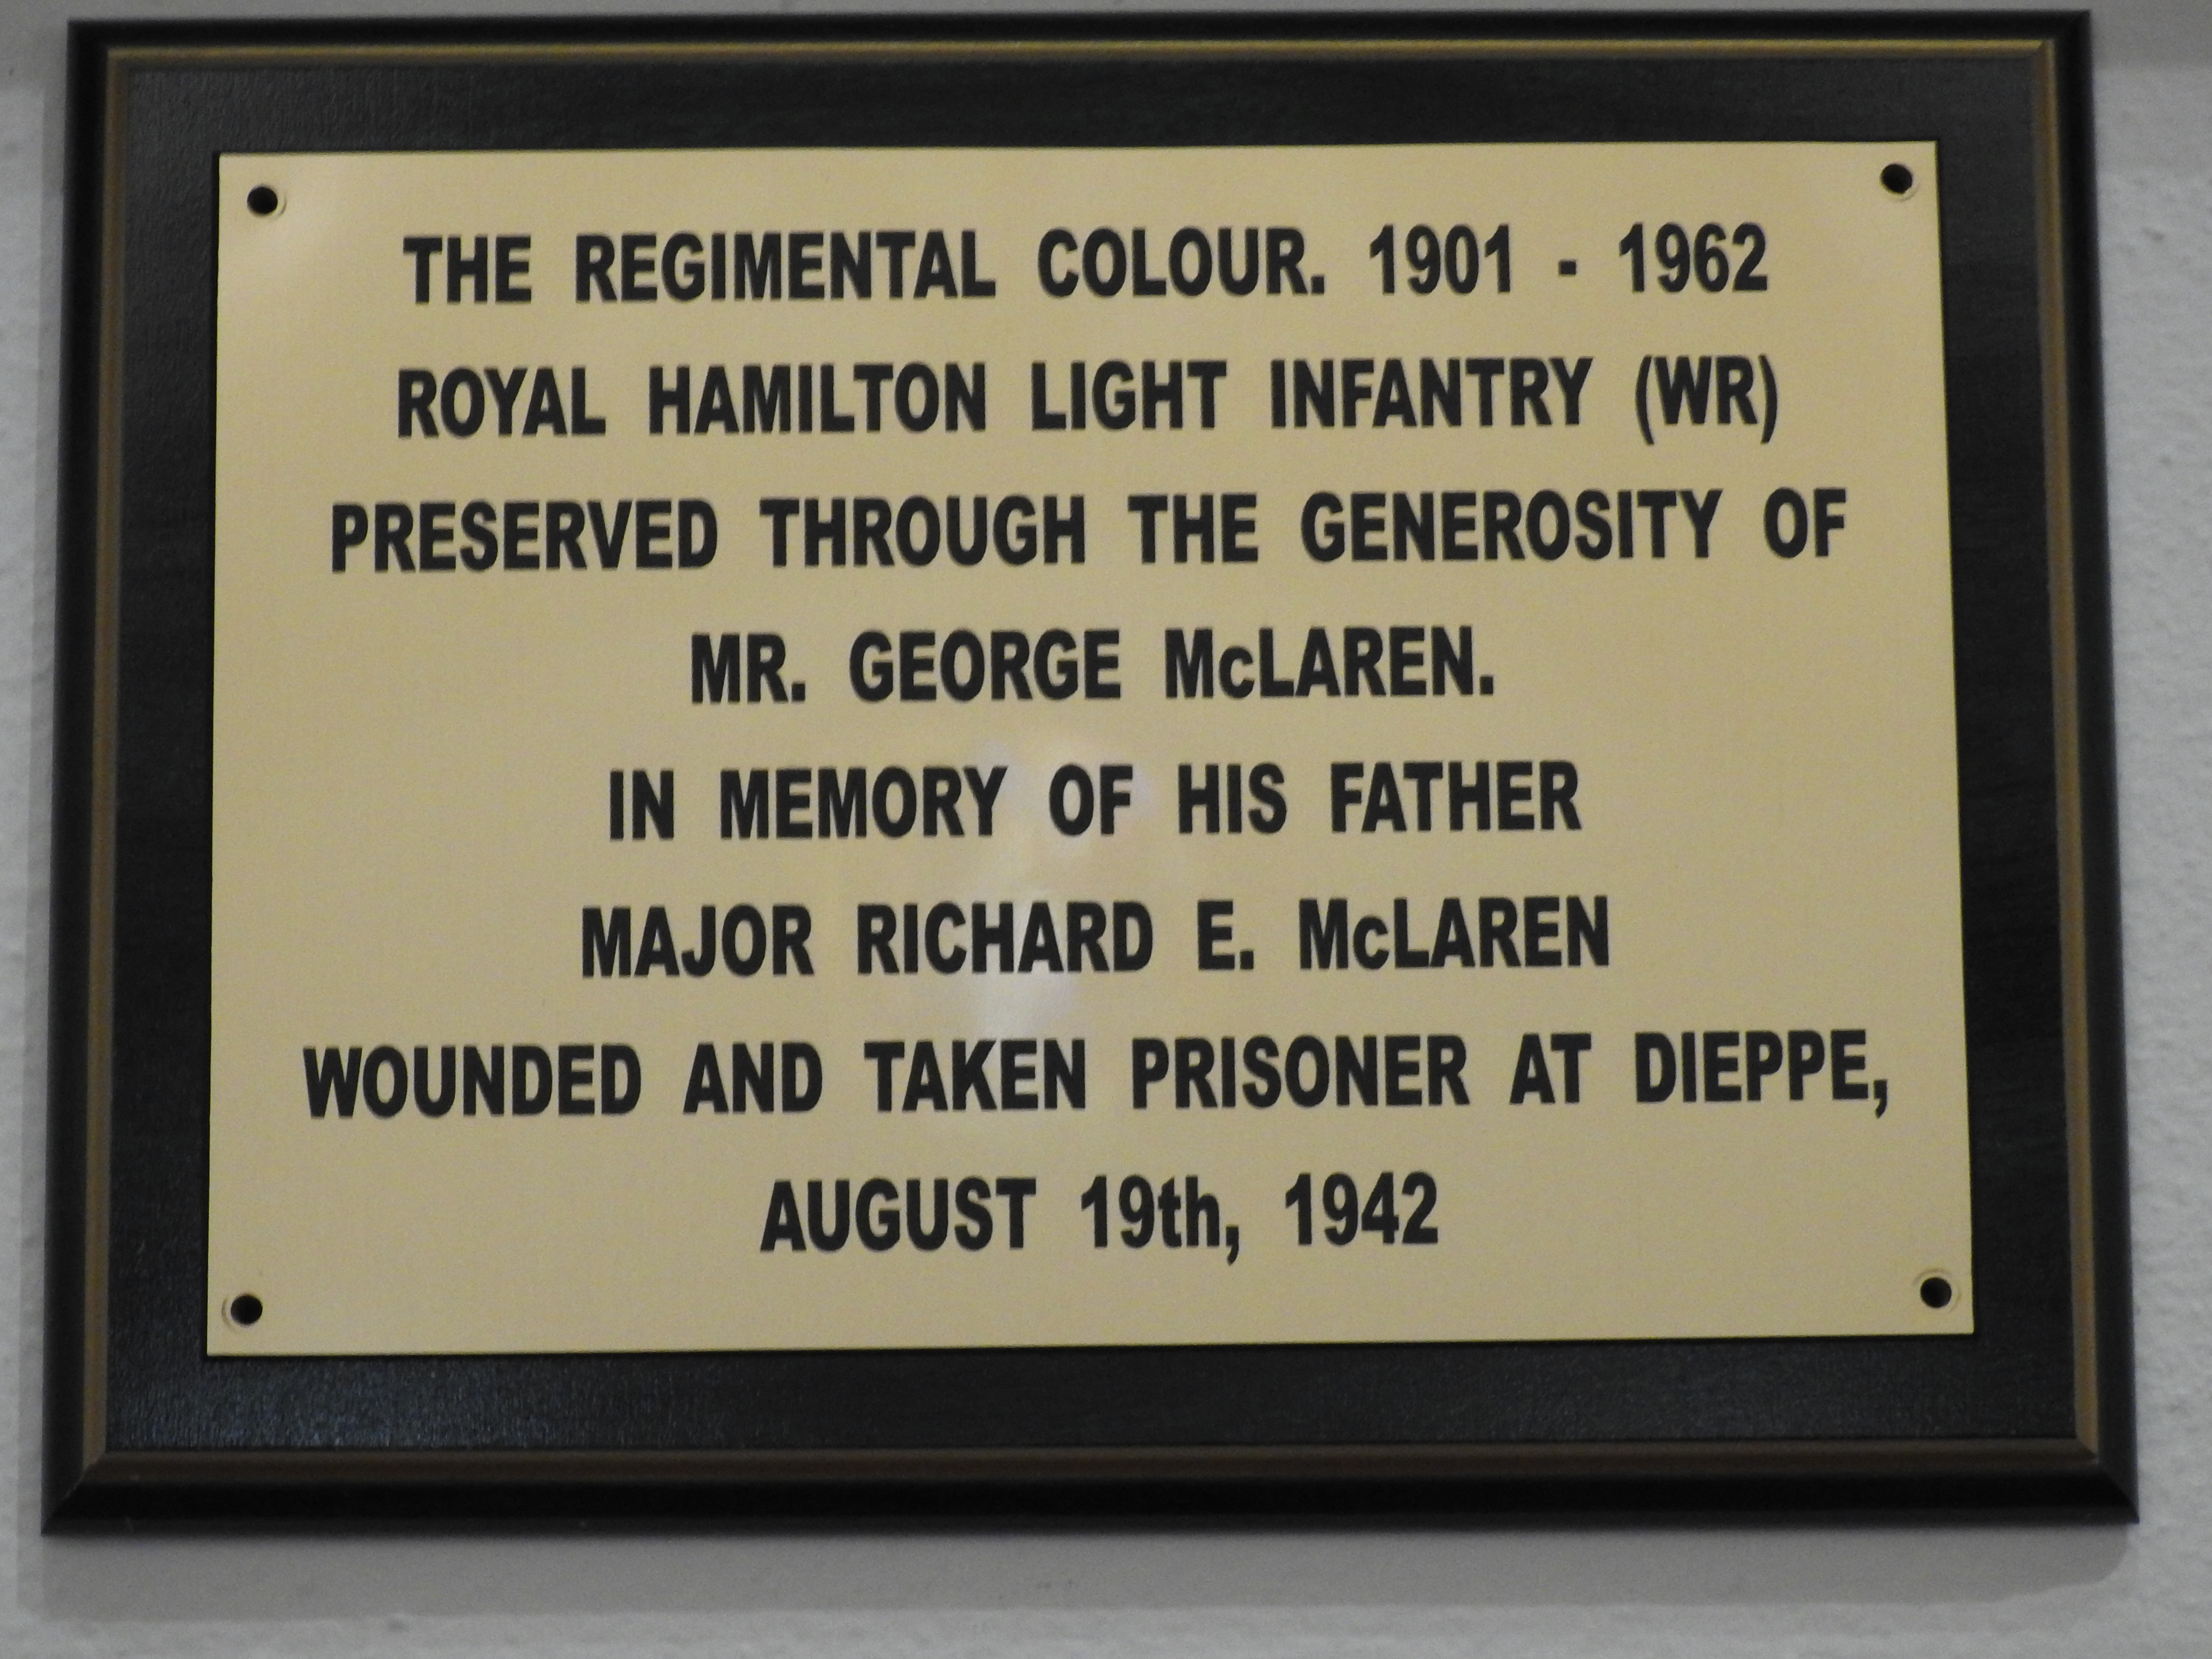 THE REGIMENTAL COLOUR. 1901 - 1962
ROYAL HAMILTON LIGHT INFANTRY (WR)
PRESERVED THROUGH THE GENEROSITY OF
MR. GEORGE McLAREN.
IN MEMORY OF HIS FATHER
MAJOR RICHARD E. McLAREN
WOUNDED AND TAKEN PRISONER AT DIEPPE,
AUGUST 19th, 1942